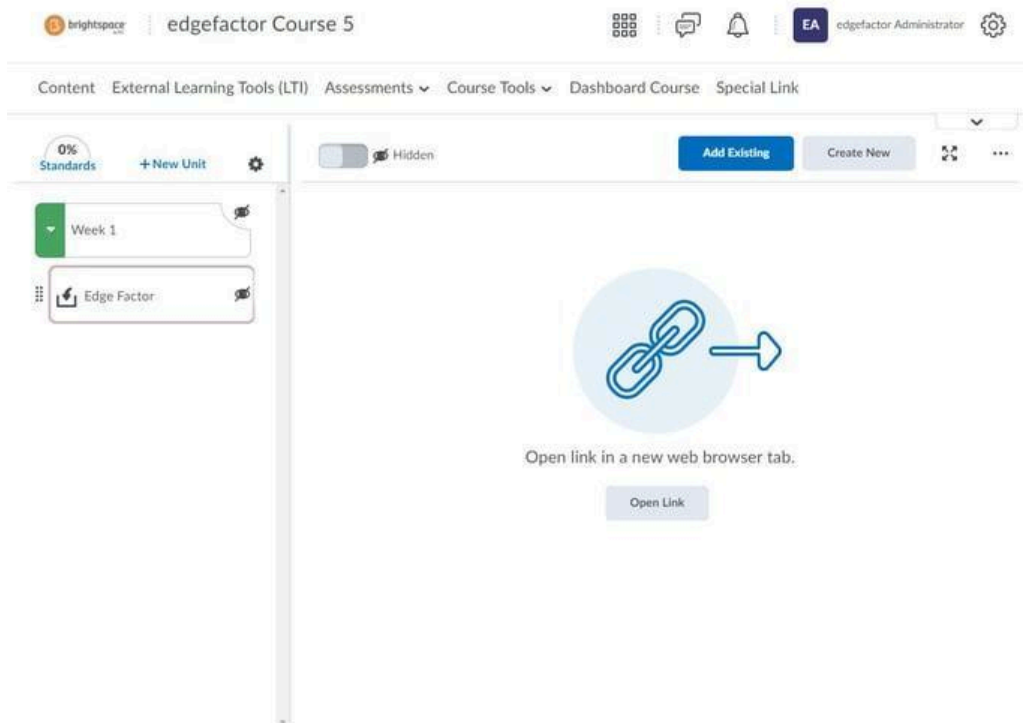 brightspace
edgefactor Course 5
EA
edgefactor Administrator
Content External Learning Tools (LTI) Assessments Course Tools Dashboard Course Special Link
0%
Standards
+ New Unit
Hidden
Add Existing
Create New
Week 1
Edge Factor
Open link in a new web browser tab.
Open Link